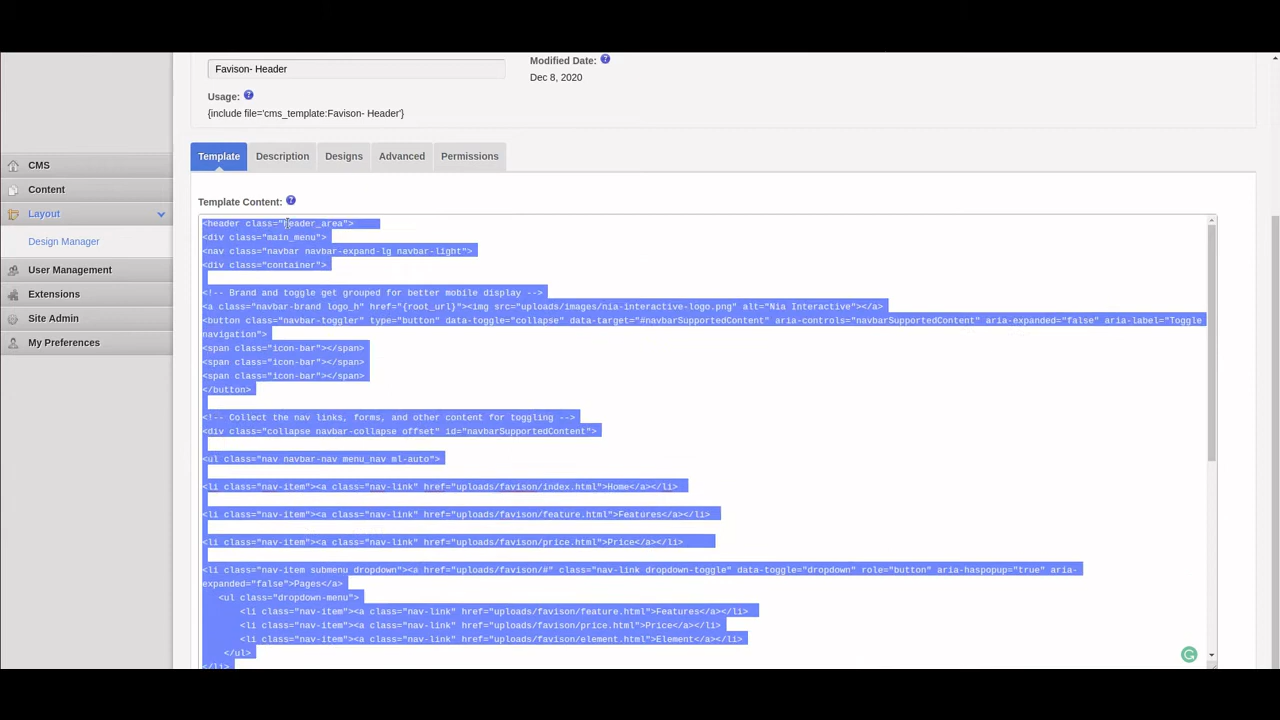 Modified Date:
Favison- Header
Dec 8, 2020
Usage:
{include file='cms_template:Favison- Header'}
CMS
Content
Layout
Design Manager
User Management
Extensions
Site Admin
My Preferences
Template
Description
Designs
Advanced
Permissions
Template Content:
<header class="header_area">
<div class="main_menu">
<nav class="navbar navbar-expand-lg navbar-light">
<div class="container">
<!-- Brand and toggle get grouped for better mobile display -->
<a class="navbar-brand logo_h" href="{root_url}"><img src="uploads/images/nia-interactive-logo.png" alt="Nia Interactive"></a>
<button class="navbar-toggler" type="button" data-toggle="collapse" data-target="#navbarSupportedContent" aria-controls="navbarSupportedContent" aria-expanded="false" aria-label="Toggle
navigation">
<span class="icon-bar"></span>
<span class="icon-bar"></span>
<span class="icon-bar"></span>
</button>
<!-- Collect the nav links, forms, and other content for toggling -->
<div class="collapse navbar-collapse offset" id="navbarSupportedContent">
<ul class="nav navbar-nav menu_nav ml-auto">
<li class="nav-item"><a class="nav-link" href="uploads/favison/index.html">Home</a></li>
<li class="nav-item"><a class="nav-link" href="uploads/favison/feature.html">Features</a></li>
<li class="nav-item"><a class="nav-link" href="uploads/favison/price.html">Price</a></li>
<li class="nav-item submenu dropdown"><a href="uploads/favison/#" class="nav-link dropdown-toggle" data-toggle="dropdown" role="button" aria-haspopup="true" aria-
expanded="false">Pages</a>
<ul class="dropdown-menu">
<li class="nav-item"><a class="nav-link" href="uploads/favison/feature.html">Features</a></li>
<li class="nav-item"><a class="nav-link" href="uploads/favison/price.html">Price</a></li>
<li class="nav-item"><a class="nav-link" href="uploads/favison/element.html">Element</a></li>
</ul>
</li>